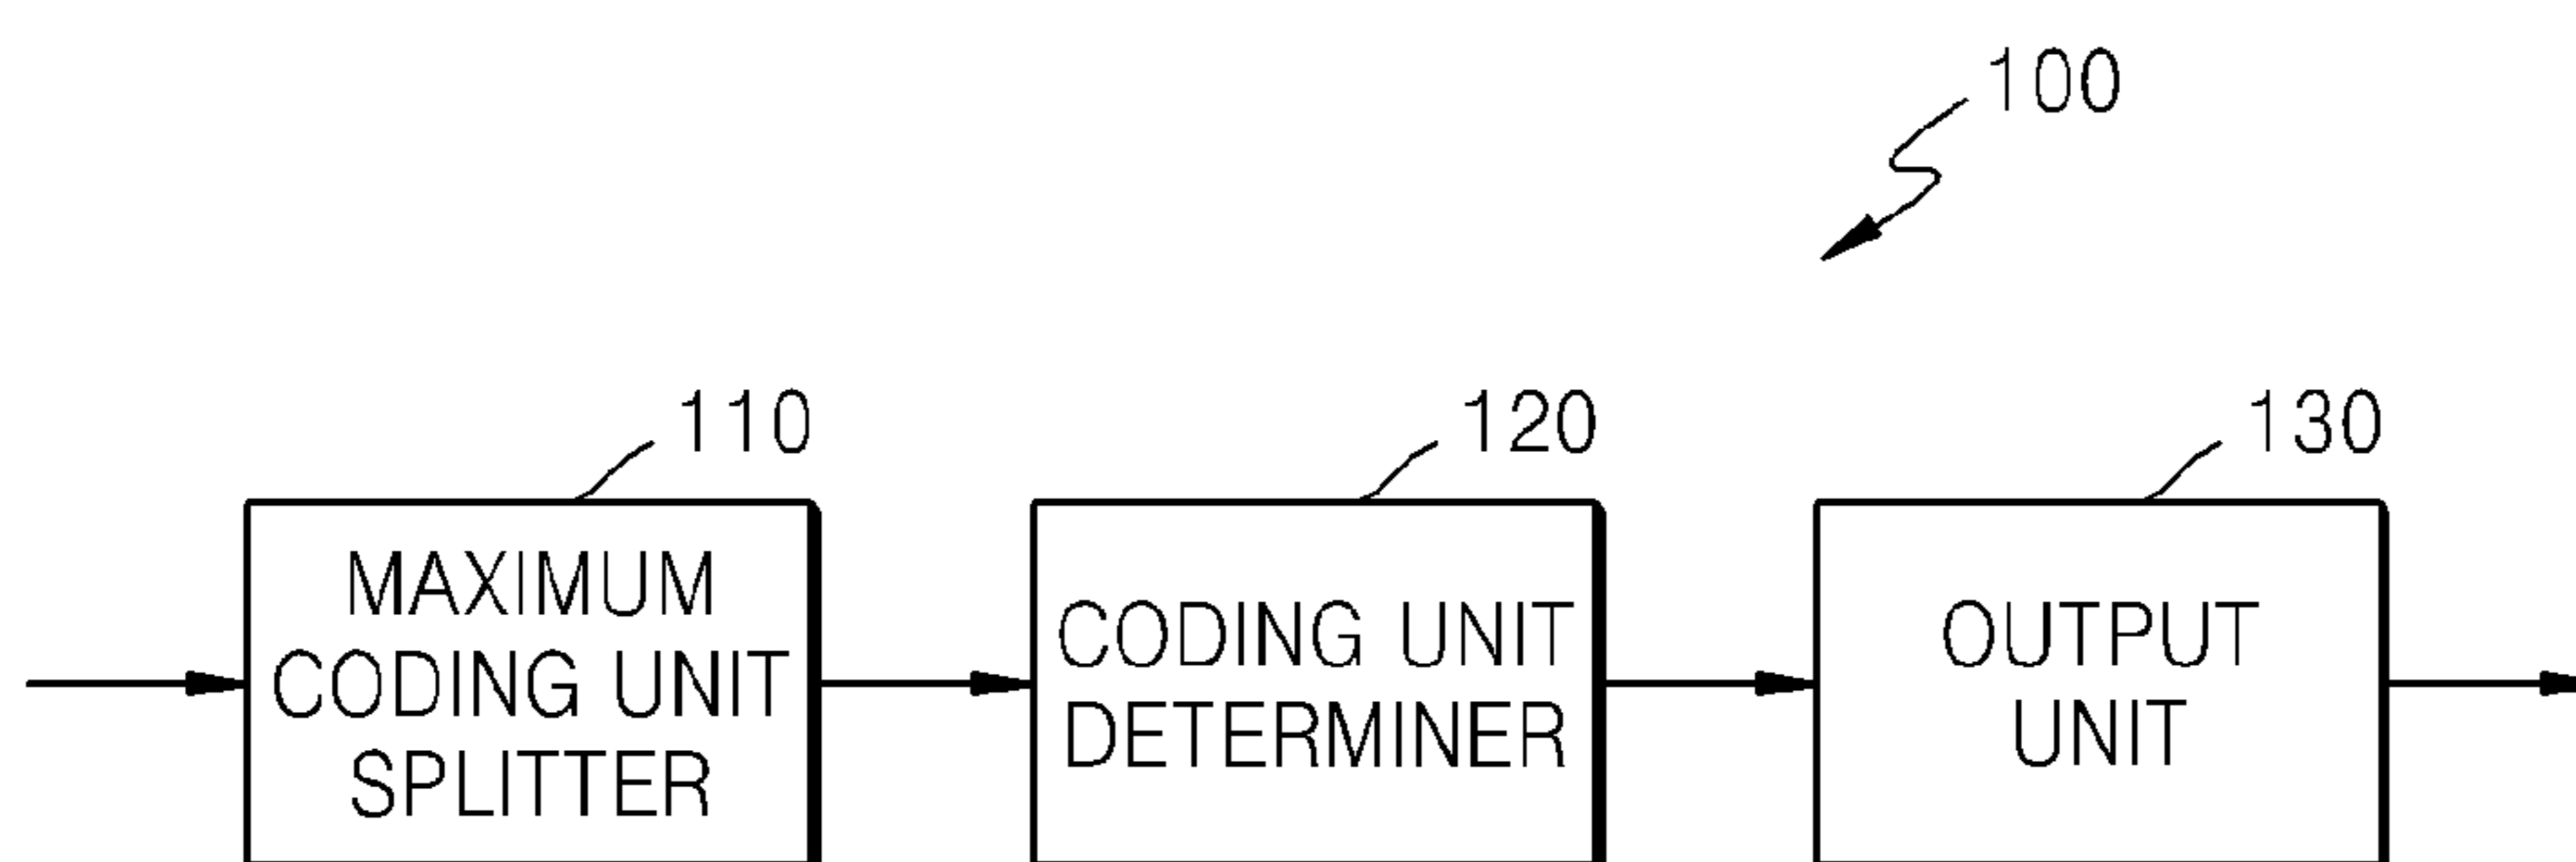 100
110
120
130
MAXIMUM
CODING UNIT
SPLITTER
CODING UNIT
DETERMINER
OUTPUT
UNIT